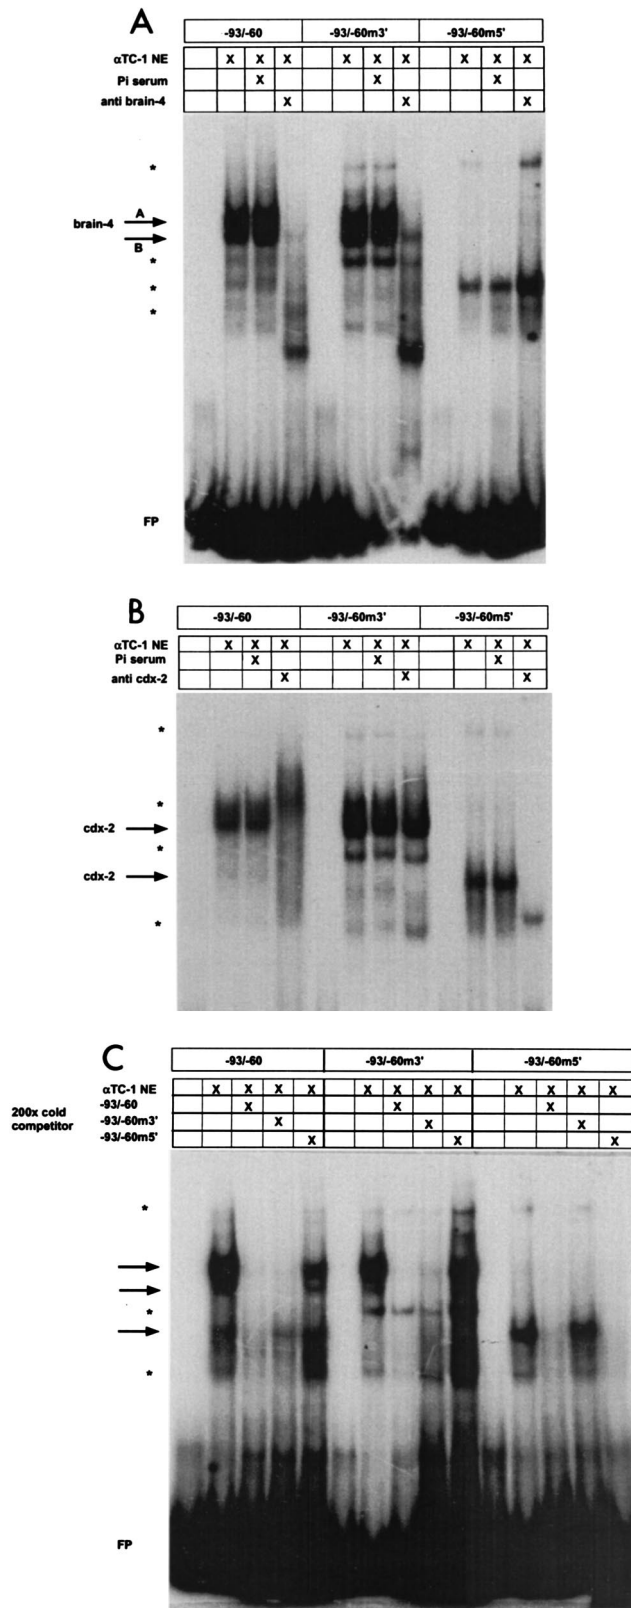 A
-93/-60 -93/-60m3' -93/-60m5'
αTC-1 NE X X X X X X X X X
Pi serum X X X
anti brain-4 X X X
*
brain-4 A
B
*
*
*
FP
B
-93/-60 -93/-60m3' -93/-60m5'
αTC-1 NE X X X X X X X X X
Pi serum X X X
anti cdx-2 X X X
*
*
cdx-2
*
cdx-2
*
C
-93/-60 -93/-60m3' -93/-60m5'
αTC-1 NE X X X X X X X X X X X X
200x cold competitor -93/-60 X X X
-93/-60m3' X X X
-93/-60m5' X X X
*
*
*
FP